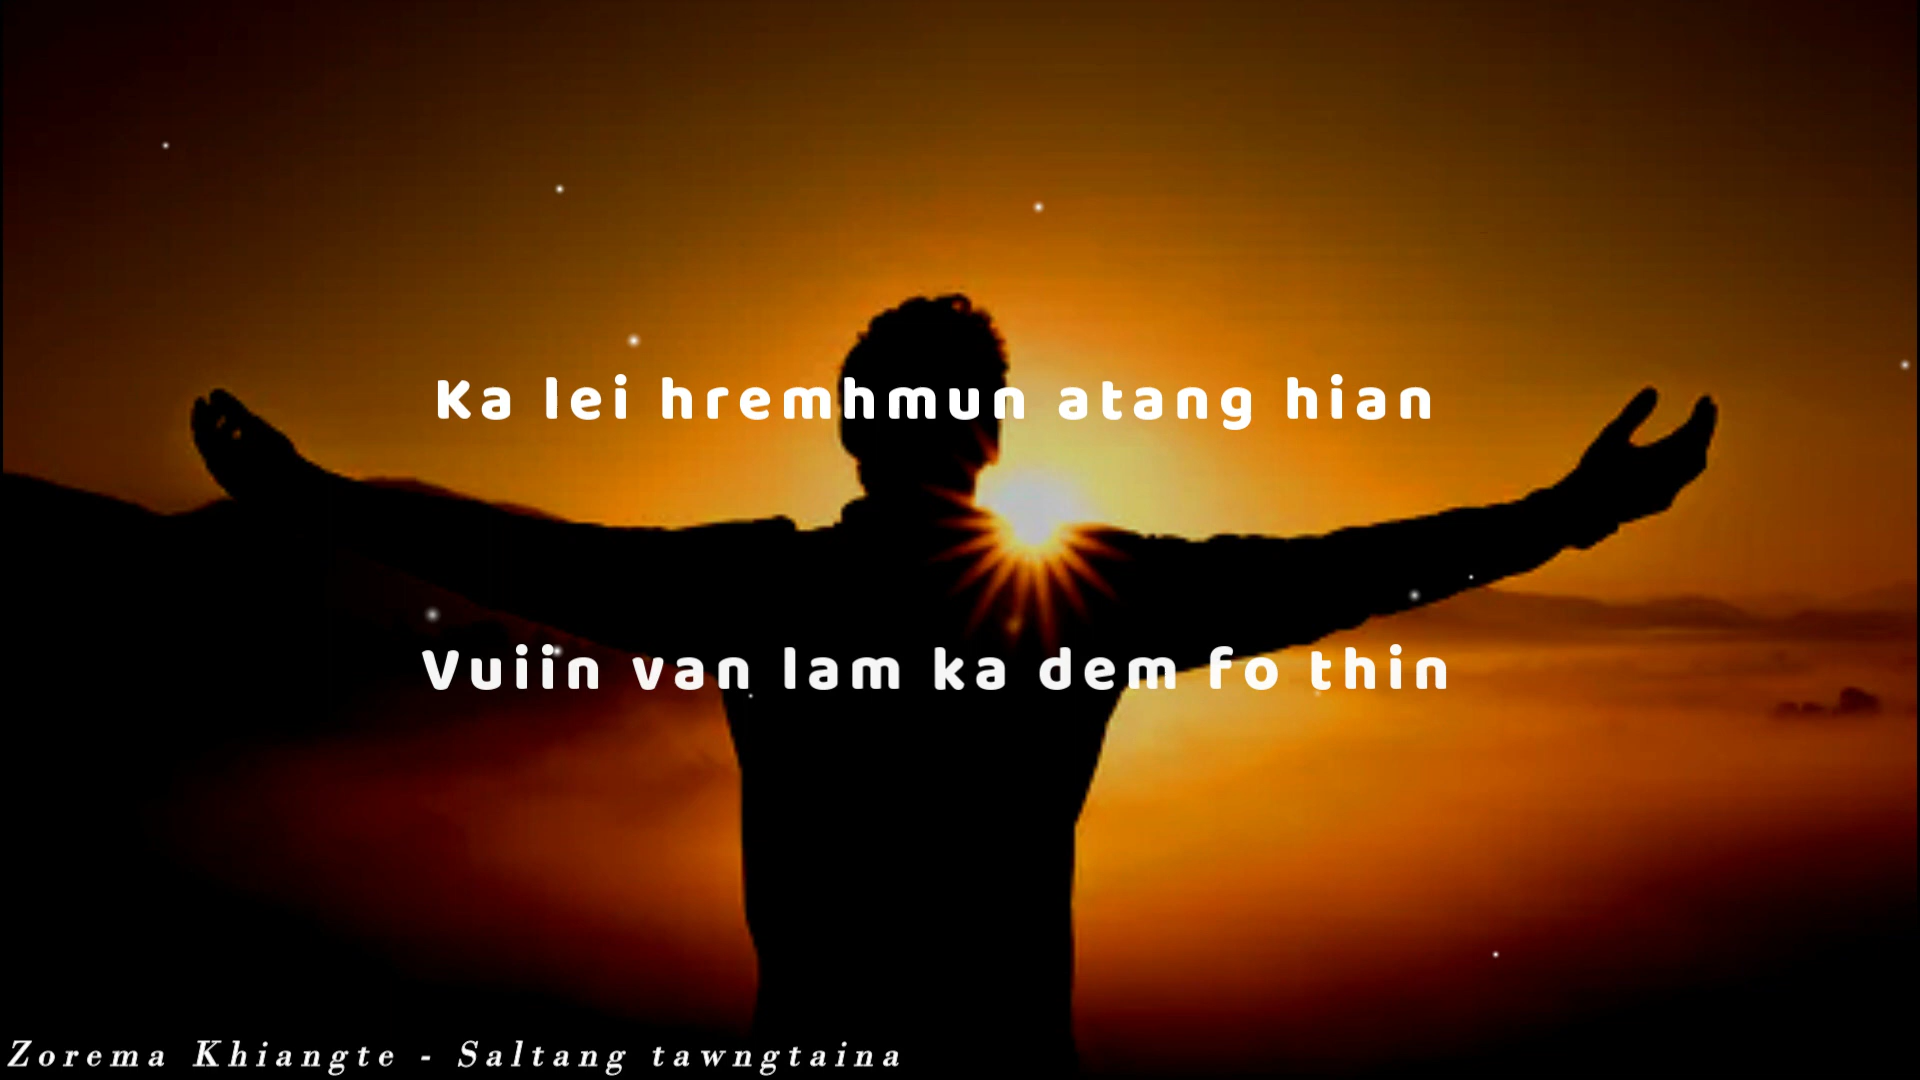 Ka lei hremhmun atang hian
Vuiin van lam ka dem fo thin
Zorema Khiangte - Saltang tawngtaina